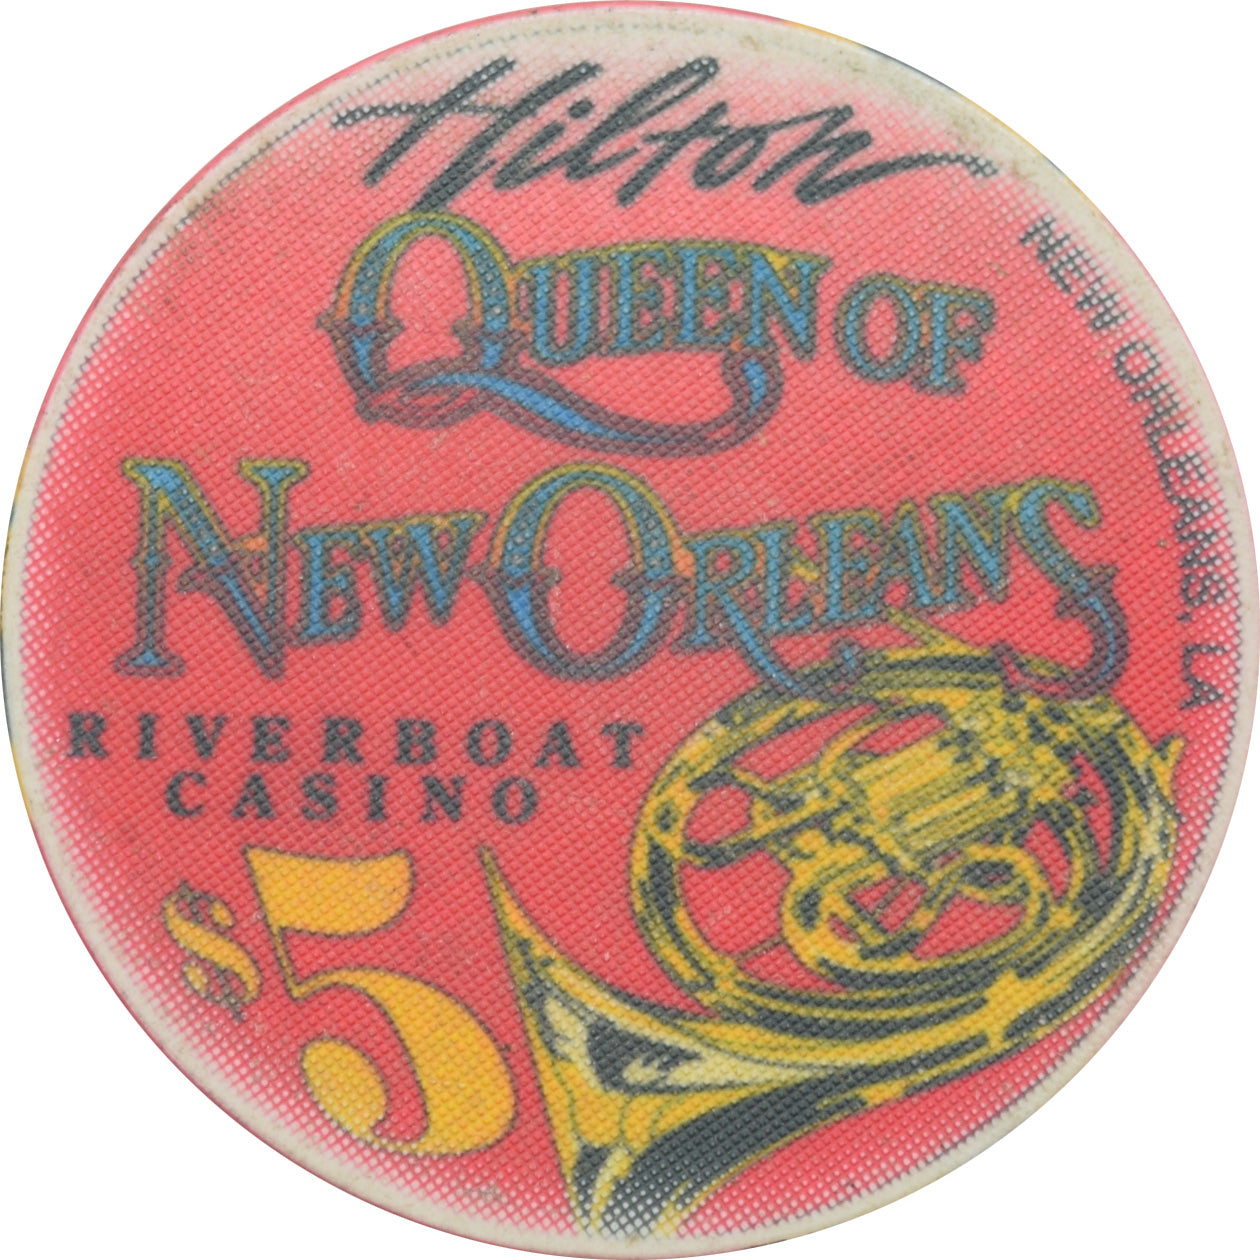 Hilton
QUEEN OF
NEW ORLEANS
RIVERBOAT
CASINO
$5
NEW ORLEANS, LA